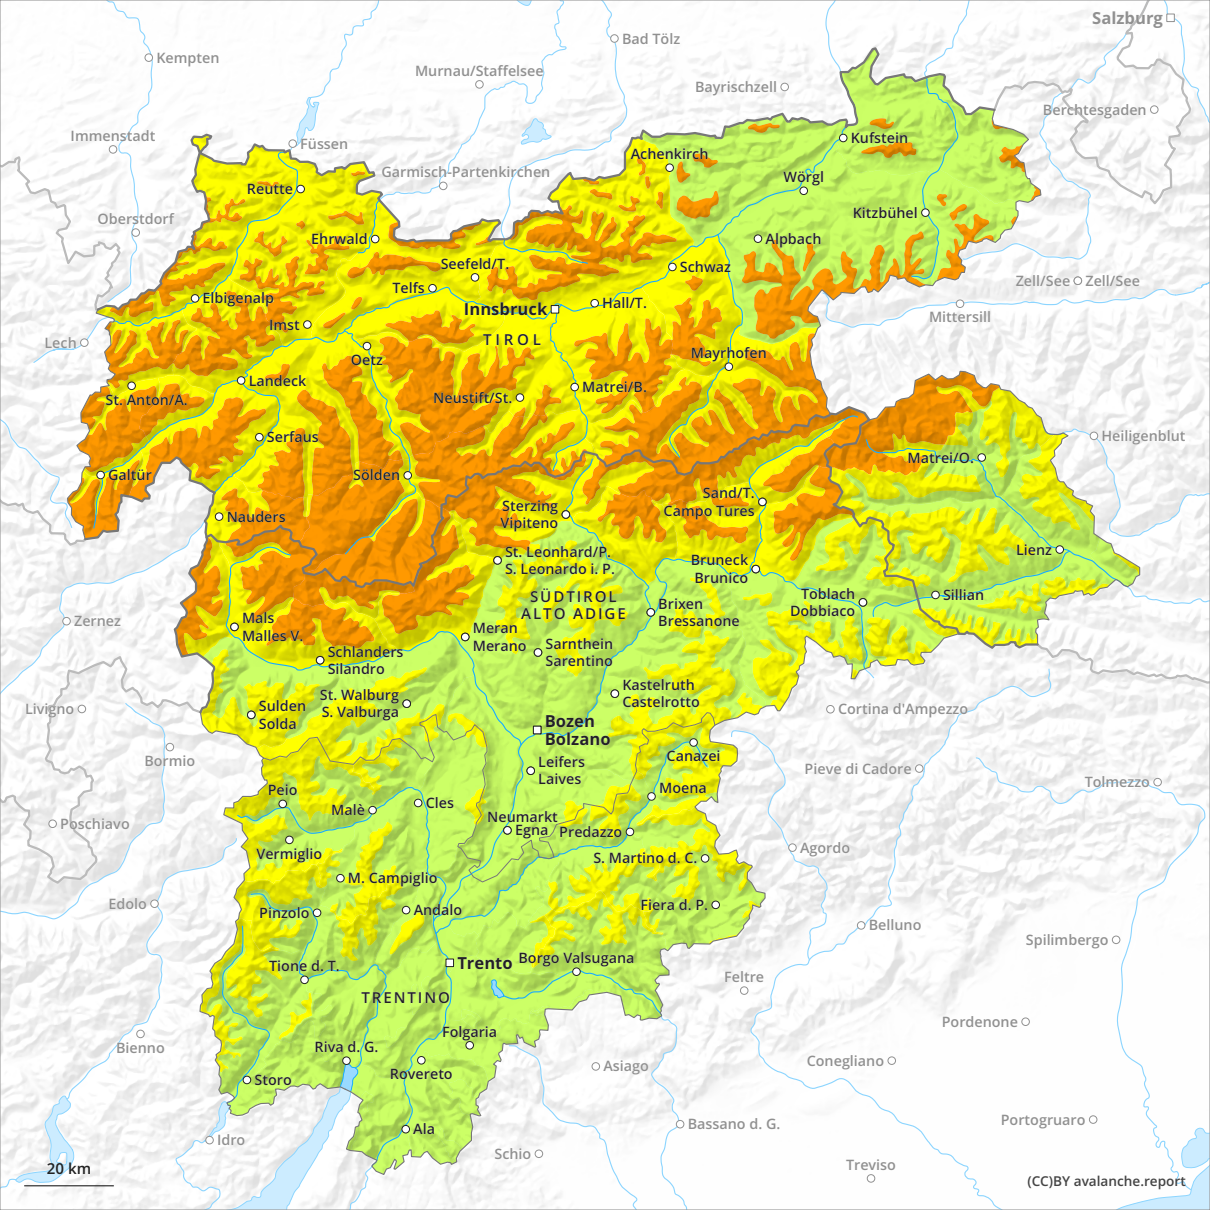 Salzburg
Kempten
Bad Tölz
Murnau/Staffelsee
Bayrischzell
Berchtesgaden
Immenstadt
Füssen
Kufstein
Achenkirch
Garmisch-Partenkirchen
Wörgl
Reutte
Oberstdorf
Kitzbühel
Ehrwald
Alpbach
Seefeld/T.
Schwaz
Zell/See
Zell/See
Telfs
Elbigenalp
Innsbruck
Hall/T.
Mittersill
Imst
TIROL
Lech
Oetz
Mayrhofen
Landeck
Matrei/B.
St. Anton/A.
Neustift/St.
Serfaus
Heiligenblut
Matrei/O.
Galtür
Sölden
Sand/T.
Campo Tures
Sterzing
Vipiteno
Nauders
St. Leonhard/P.
S. Leonardo i. P.
Lienz
Bruneck
Brunico
SÜDTIROL
ALTO ADIGE
Toblach
Dobbiaco
Sillian
Brixen
Bressanone
Zernez
Mals
Malles V.
Meran
Merano
Sarnthein
Sarentino
Schlanders
Silandro
Kastelruth
Castelrotto
St. Walburg
S. Valburga
Livigno
Sulden
Solda
Cortina d'Ampezzo
Bozen
Bolzano
Bormio
Canazei
Leifers
Laives
Pieve di Cadore
Tolmezzo
Peio
Moena
Malè
Cles
Neumarkt
Egna
Predazzo
Poschiavo
Vermiglio
Agordo
S. Martino d. C.
M. Campiglio
Edolo
Pinzolo
Andalo
Fiera d. P.
Belluno
Spilimbergo
Trento
Borgo Valsugana
Tione d. T.
Feltre
TRENTINO
Pordenone
Folgaria
Bienno
Riva d. G.
Conegliano
Asiago
Rovereto
Storo
Portogruaro
Bassano d. G.
Ala
Idro
Schio
Treviso
20 km
(CC)BY avalanche.report